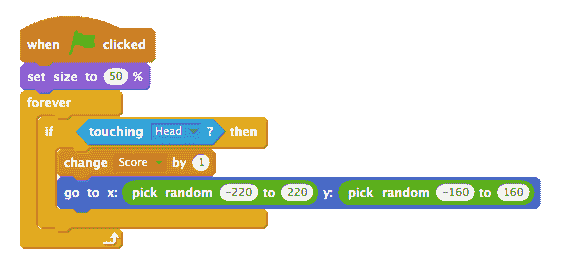 when clicked
set size to 50 %
forever
if touching Head ? then
change Score by 1
go to x: pick random -220 to 220 y: pick random -160 to 160